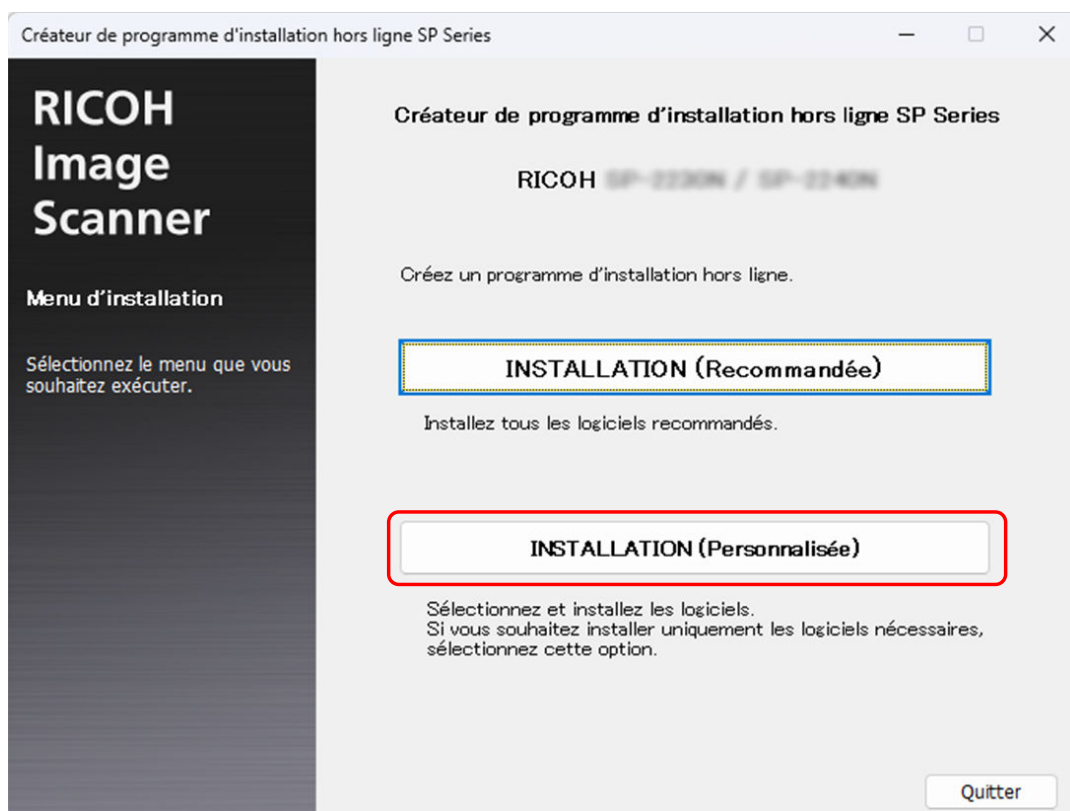 Créateur de programme d'installation hors ligne SP Series
RICOH
Image
Scanner
Menu d'installation
Sélectionnez le menu que vous
souhaitez exécuter.
Créateur de programme d'installation hors ligne SP Series
RICOH
Créez un programme d'installation hors ligne.
INSTALLATION (Recommandée)
Installez tous les logiciels recommandés.
INSTALLATION (Personnalisée)
Sélectionnez et installez les logiciels.
Si vous souhaitez installer uniquement les logiciels nécessaires,
sélectionnez cette option.
Quitter